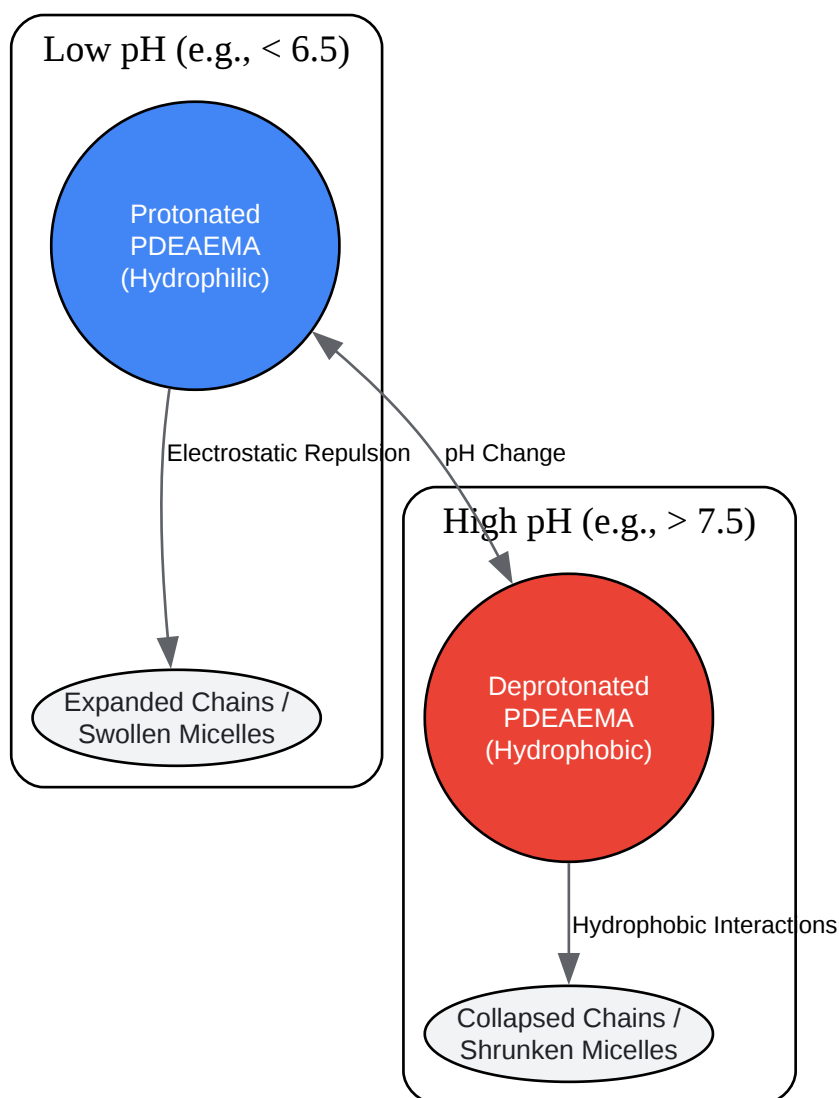 Low pH (e.g., < 6.5)
Protonated
PDEAEMA
(Hydrophilic)
Electrostatic Repulsion
pH Change
Expanded Chains /
Swollen Micelles
High pH (e.g., > 7.5)
Deprotonated
PDEAEMA
(Hydrophobic)
Hydrophobic Interactions
Collapsed Chains /
Shrunken Micelles